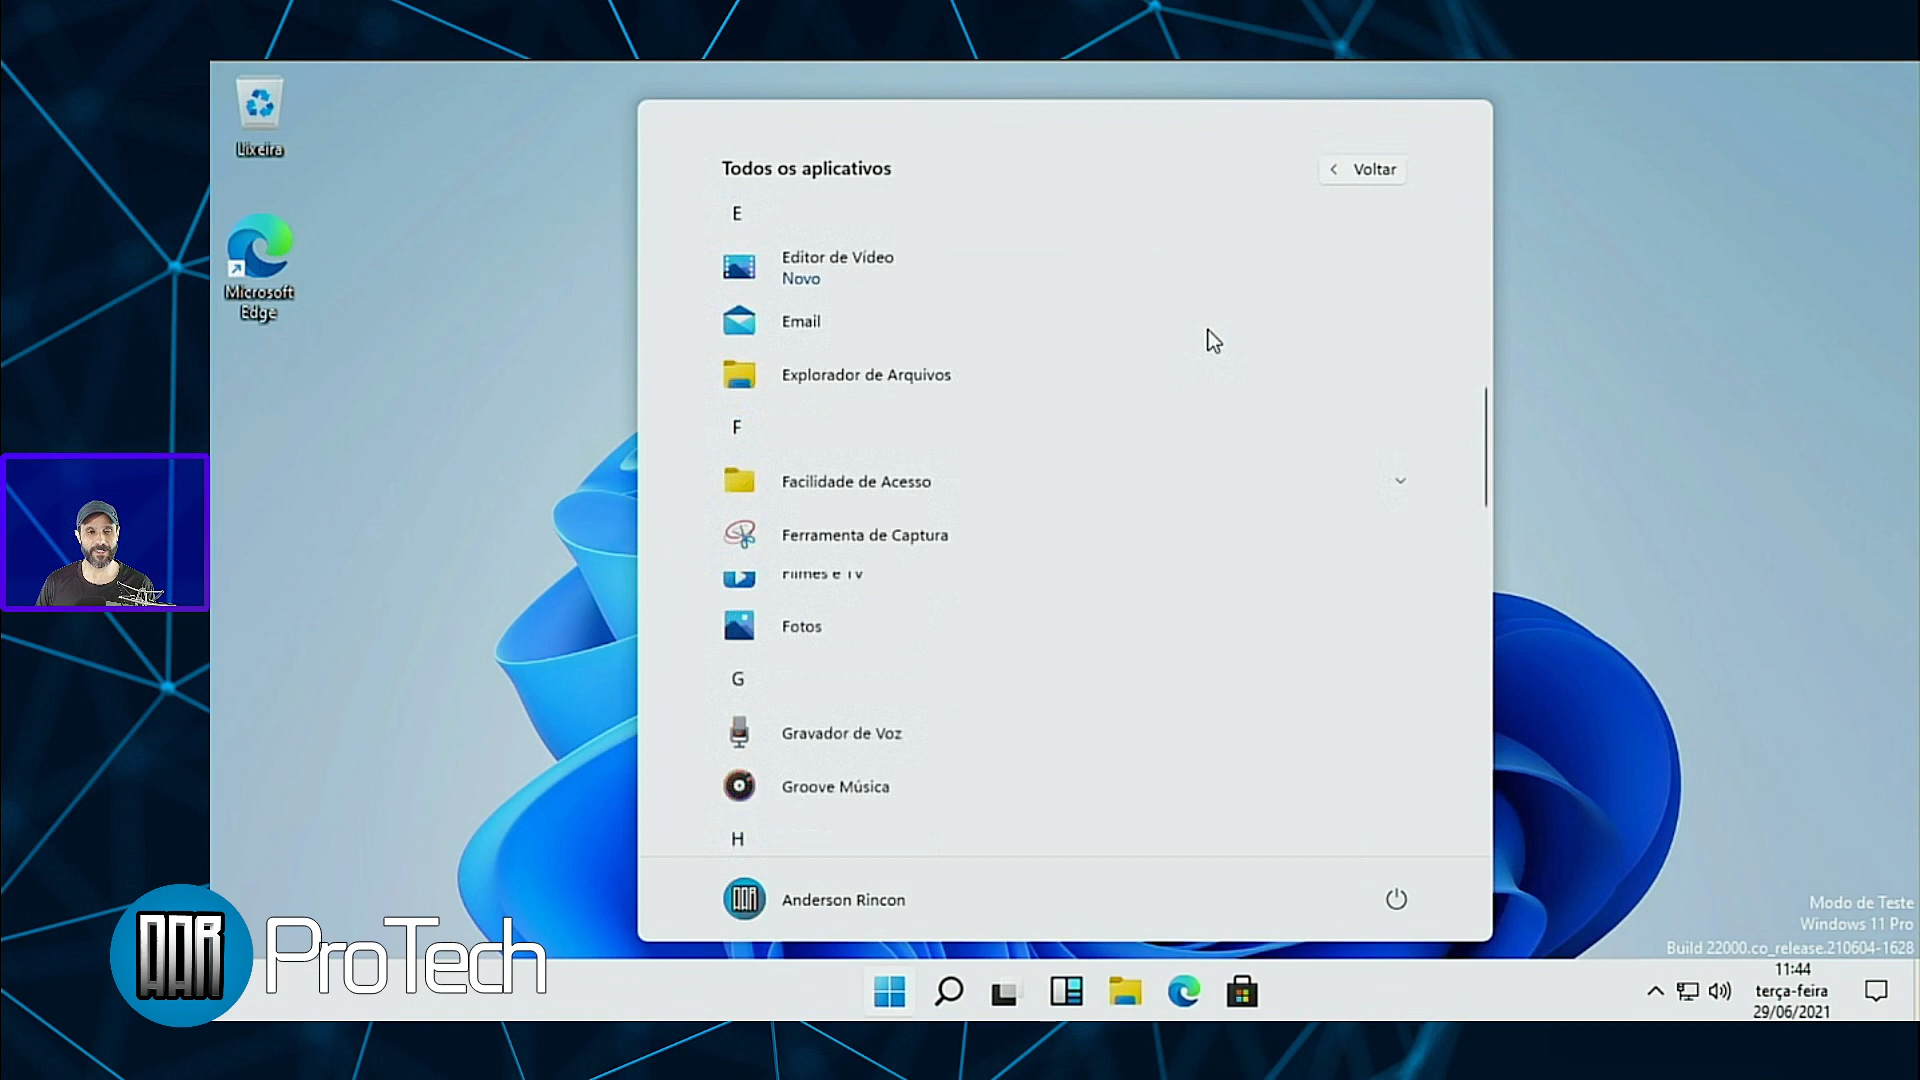 Lixeira
Microsoft
Edge
Todos os aplicativos
Voltar
E
Editor de Vídeo
Novo
Email
Explorador de Arquivos
F
Facilidade de Acesso
Ferramenta de Captura
Filmes e TV
Fotos
G
Gravador de Voz
Groove Música
H
Anderson Rincon
AAR
ProTech
Modo de Teste
Windows 11 Pro
Build 22000.co_release.210604-1628
11:44
terça-feira
29/06/2021